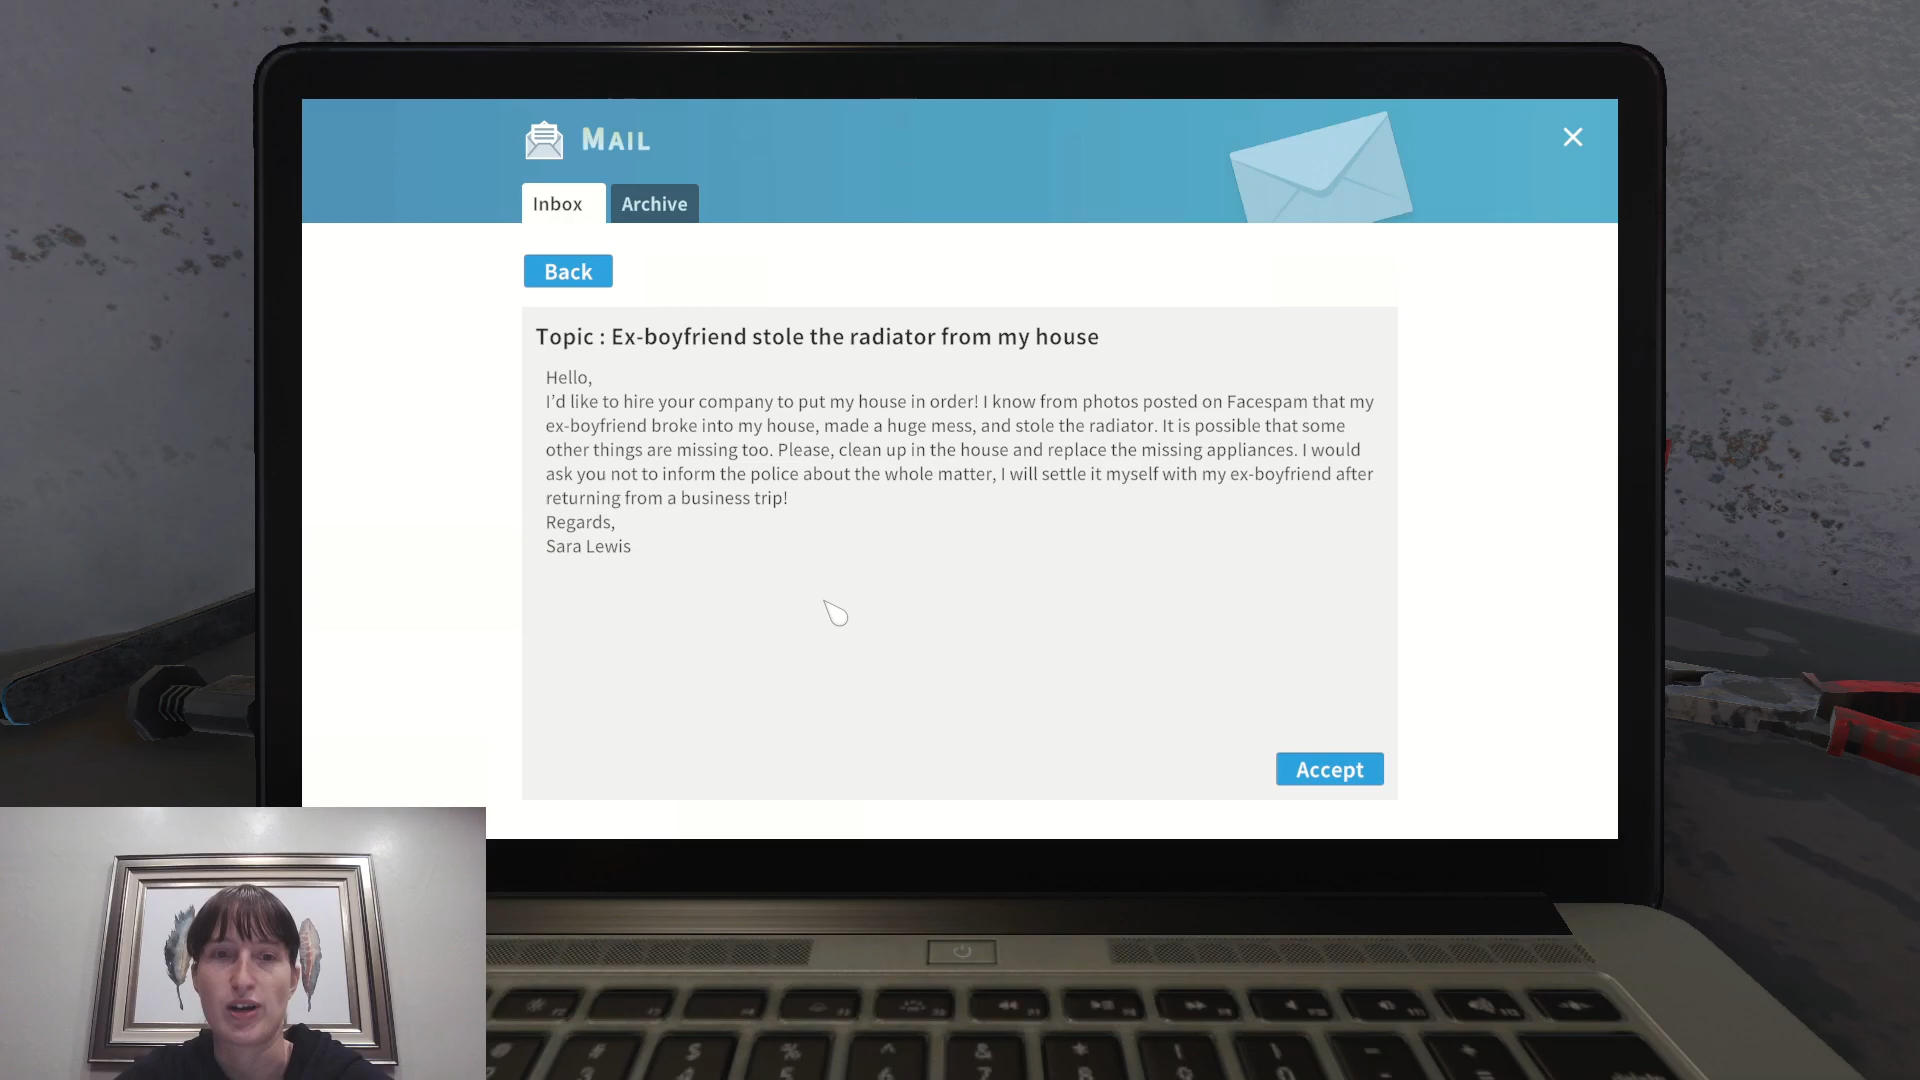 MAIL
Inbox
Archive
Back
Topic : Ex-boyfriend stole the radiator from my house
Hello,
I'd like to hire your company to put my house in order! I know from photos posted on Facespam that my
ex-boyfriend broke into my house, made a huge mess, and stole the radiator. It is possible that some
other things are missing too. Please, clean up in the house and replace the missing appliances. I would
ask you not to inform the police about the whole matter, I will settle it myself with my ex-boyfriend after
returning from a business trip!
Regards,
Sara Lewis
Accept